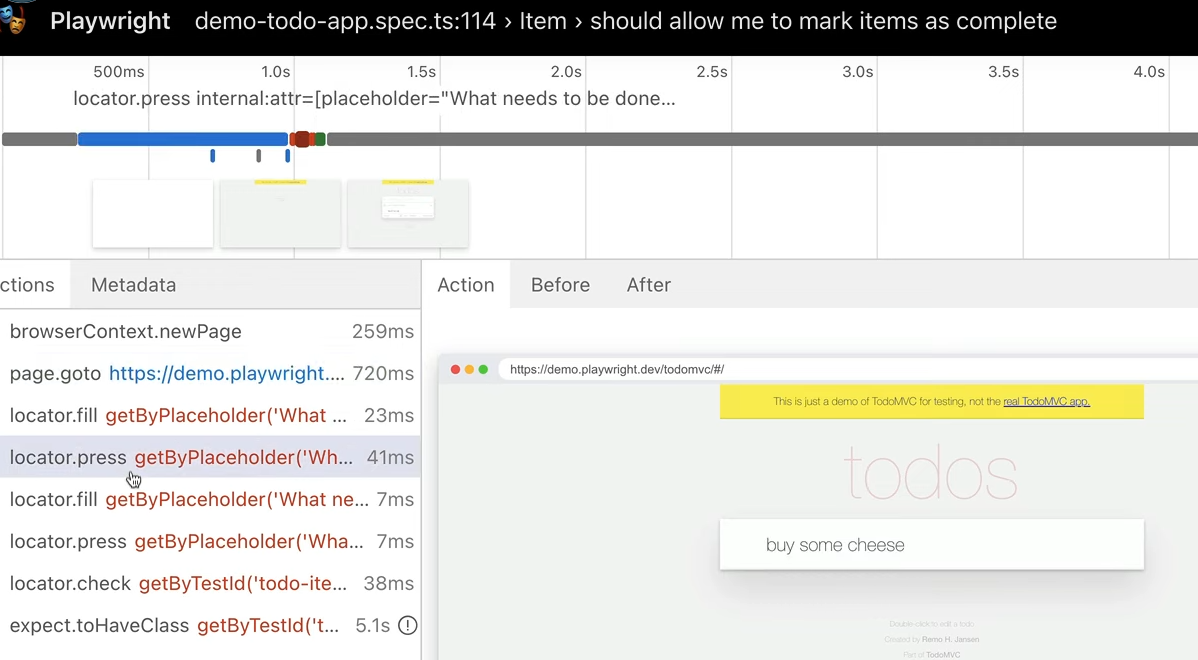 Playwright demo-todo-app.spec.ts:114 › Item › should allow me to mark items as complete
500ms 1.0s 1.5s 2.0s 2.5s 3.0s 3.5s 4.0s
locator.press internal:attr=[placeholder="What needs to be done...
ctions Metadata
Action Before After
browserContext.newPage 259ms
page.goto https://demo.playwright.... 720ms
locator.fill getByPlaceholder('What ... 23ms
locator.press getByPlaceholder('Wh... 41ms
locator.fill getByPlaceholder('What ne... 7ms
locator.press getByPlaceholder('Wha... 7ms
locator.check getByTestId('todo-ite... 38ms
expect.toHaveClass getByTestId('t... 5.1s
https://demo.playwright.dev/todomvc/#/
This is just a demo of TodoMVC for testing, not the real TodoMVC app.
todos
buy some cheese
Double-click to edit a todo
Created by Remo H. Jansen
Part of TodoMVC